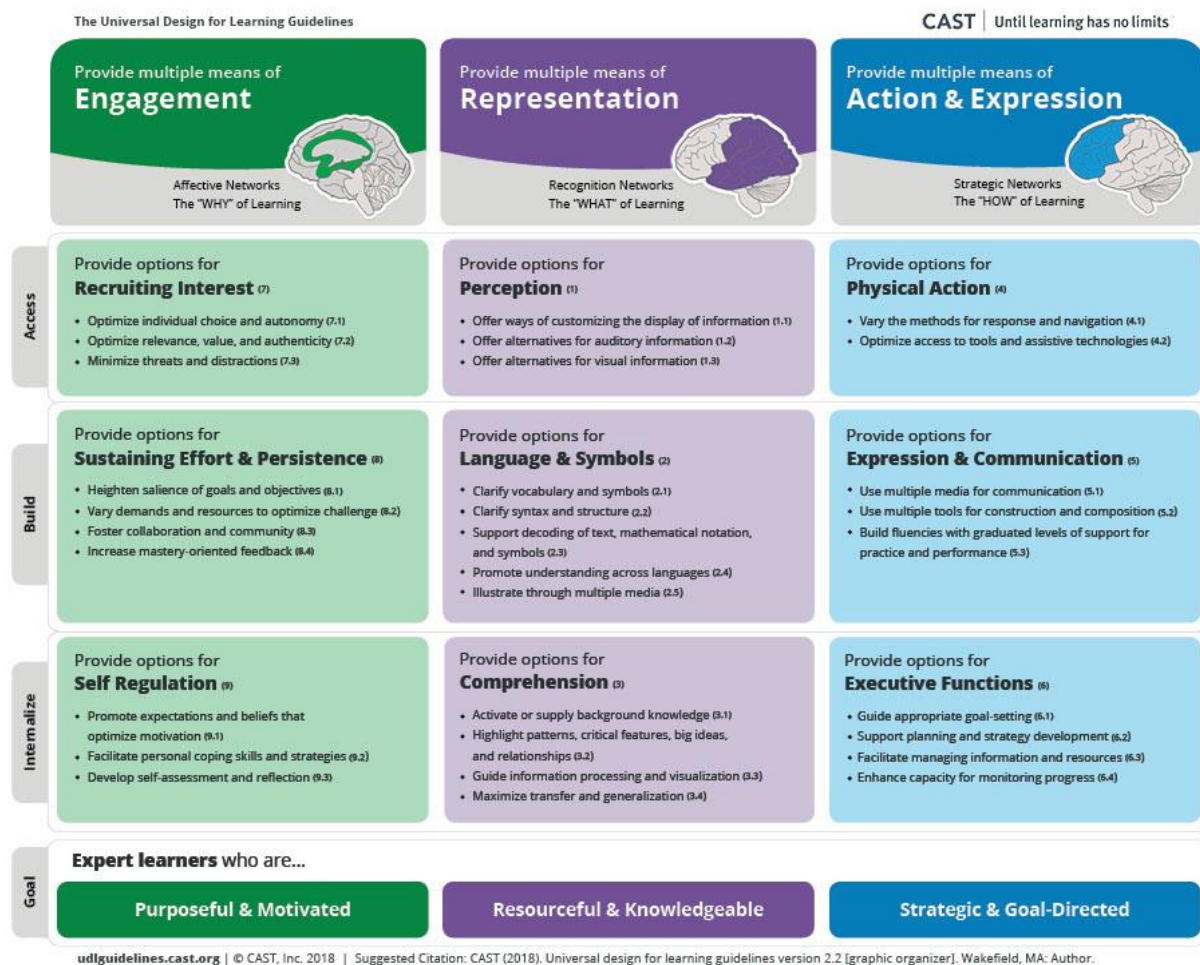 The Universal Design for Learning Guidelines
CAST | Until learning has no limits
Provide multiple means of
Engagement
Affective Networks
The "WHY" of Learning
Provide multiple means of
Representation
Recognition Networks
The "WHAT" of Learning
Provide multiple means of
Action & Expression
Strategic Networks
The "HOW" of Learning
Access
Provide options for
Recruiting Interest (7)
• Optimize individual choice and autonomy (7.1)
• Optimize relevance, value, and authenticity (7.2)
• Minimize threats and distractions (7.3)
Provide options for
Perception (1)
• Offer ways of customizing the display of information (1.1)
• Offer alternatives for auditory information (1.2)
• Offer alternatives for visual information (1.3)
Provide options for
Physical Action (4)
• Vary the methods for response and navigation (4.1)
• Optimize access to tools and assistive technologies (4.2)
Build
Provide options for
Sustaining Effort & Persistence (8)
• Heighten salience of goals and objectives (8.1)
• Vary demands and resources to optimize challenge (8.2)
• Foster collaboration and community (8.3)
• Increase mastery-oriented feedback (8.4)
Provide options for
Language & Symbols (2)
• Clarify vocabulary and symbols (2.1)
• Clarify syntax and structure (2.2)
• Support decoding of text, mathematical notation,
and symbols (2.3)
• Promote understanding across languages (2.4)
• Illustrate through multiple media (2.5)
Provide options for
Expression & Communication (5)
• Use multiple media for communication (5.1)
• Use multiple tools for construction and composition (5.2)
• Build fluencies with graduated levels of support for
practice and performance (5.3)
Internalize
Provide options for
Self Regulation (9)
• Promote expectations and beliefs that
optimize motivation (9.1)
• Facilitate personal coping skills and strategies (9.2)
• Develop self-assessment and reflection (9.3)
Provide options for
Comprehension (3)
• Activate or supply background knowledge (3.1)
• Highlight patterns, critical features, big ideas,
and relationships (3.2)
• Guide information processing and visualization (3.3)
• Maximize transfer and generalization (3.4)
Provide options for
Executive Functions (6)
• Guide appropriate goal-setting (6.1)
• Support planning and strategy development (6.2)
• Facilitate managing information and resources (6.3)
• Enhance capacity for monitoring progress (6.4)
Goal
Expert learners who are...
Purposeful & Motivated
Resourceful & Knowledgeable
Strategic & Goal-Directed
udlguidelines.cast.org | © CAST, Inc. 2018 | Suggested Citation: CAST (2018). Universal design for learning guidelines version 2.2 [graphic organizer]. Wakefield, MA: Author.